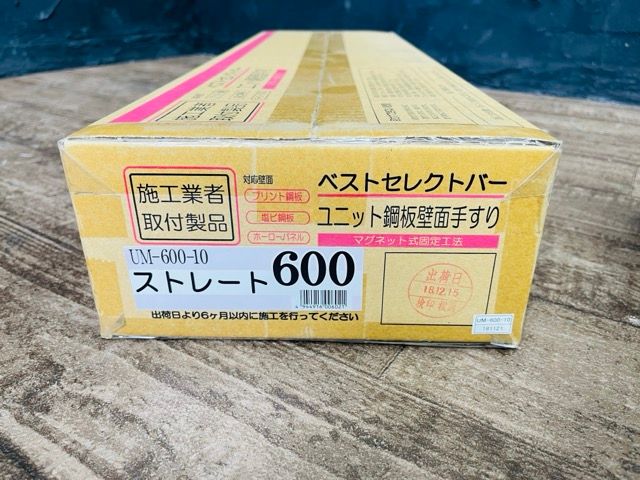 施工業者
取付製品
対応壁面
プリント鋼板
塩ビ鋼板
ホーローパネル
ベストセレクトバー
ユニット鋼板壁面手すり
マグネット式固定工法
UM-600-10
ストレート600
4944916006021
出荷日より6ヶ月以内に施工を行ってください
出荷日
18.12.15
UM-600-10
181121